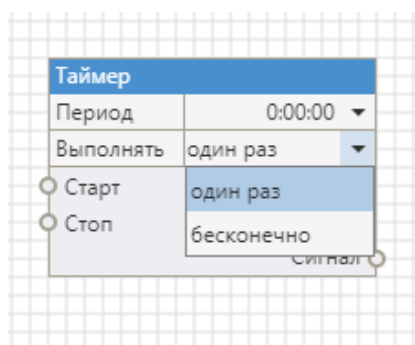 Таймер
Период 0:00:00
Выполнять один раз
Старт один раз
Стоп бесконечно
Сигнал